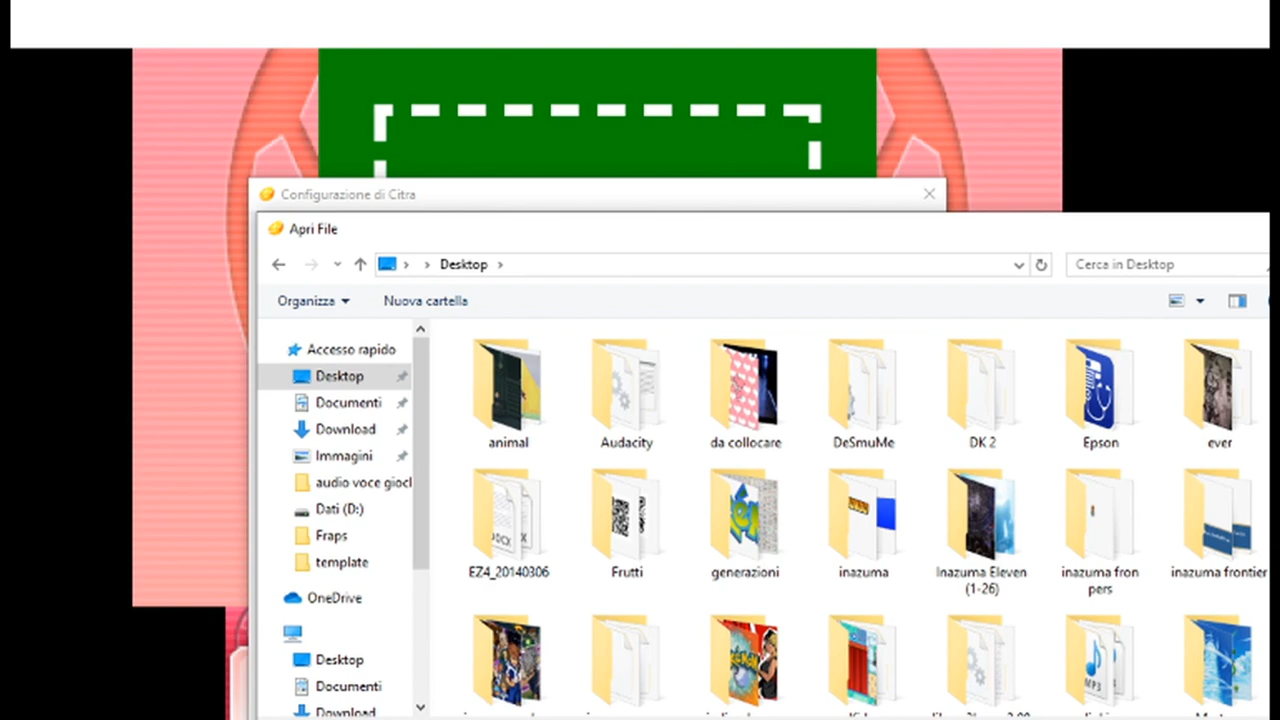 Configurazione di Citra
Apri File
Desktop
Cerca in Desktop
Organizza
Nuova cartella
Accesso rapido
Desktop
Documenti
Download
Immagini
audio voce giocl
Dati (D:)
Fraps
template
OneDrive
Desktop
Documenti
Download
animal
Audacity
da collocare
DeSmuMe
DK 2
Epson
ever
EZ4_20140306
Frutti
generazioni
inazuma
Inazuma Eleven
(1-26)
inazuma fron
pers
inazuma frontier
MP3